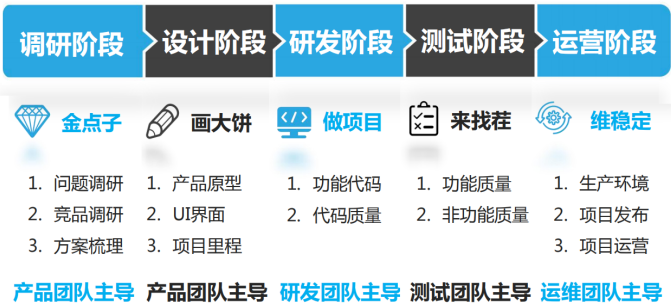 调研阶段 设计阶段 研发阶段 测试阶段 运营阶段
金点子 画大饼 做项目 来找茬 维稳定
1. 问题调研 1. 产品原型 1. 功能代码 1. 功能质量 1. 生产环境
2. 竞品调研 2. UI界面 2. 代码质量 2. 非功能质量 2. 项目发布
3. 方案梳理 3. 项目里程 3. 项目运营
产品团队主导 产品团队主导 研发团队主导 测试团队主导 运维团队主导